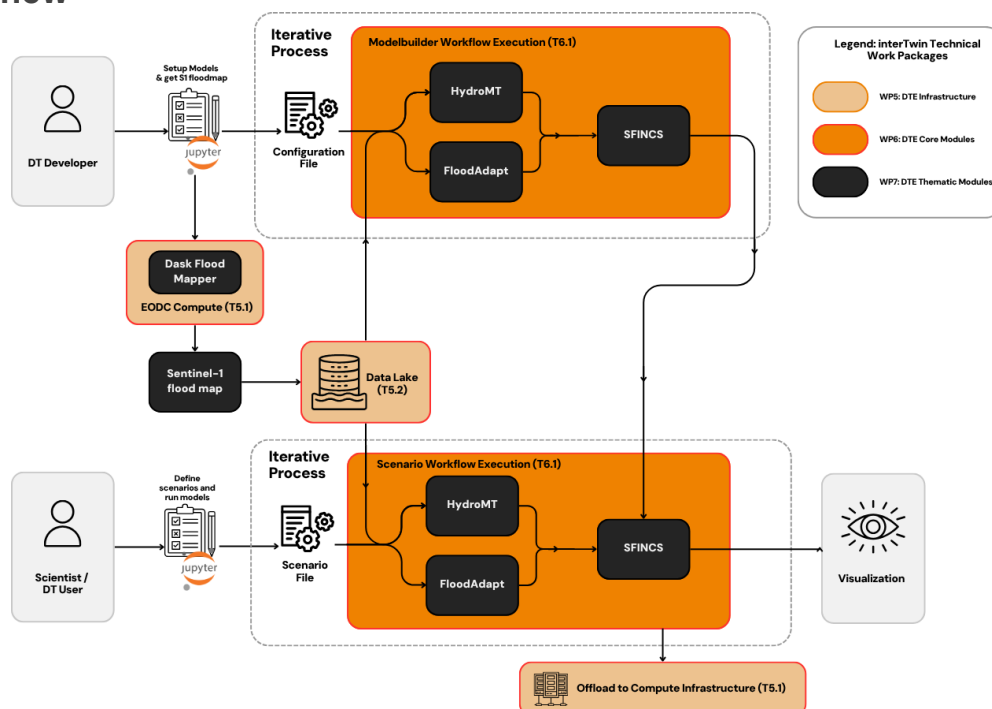 Iterative
Process
Modelbuilder Workflow Execution (T6.1)
Legend: interTwin Technical
Work Packages
WP5: DTE Infrastructure
WP6: DTE Core Modules
WP7: DTE Thematic Modules
Setup Models
& get S1 floodmap
jupyter
DT Developer
Configuration
File
HydroMT
FloodAdapt
SFINCS
Dask Flood
Mapper
EODC Compute (T5.1)
Sentinel-1
flood map
Data Lake
(T5.2)
Iterative
Process
Scenario Workflow Execution (T6.1)
Define
scenarios and
run models
jupyter
Scientist /
DT User
Scenario
File
HydroMT
FloodAdapt
SFINCS
Visualization
Offload to Compute Infrastructure (T5.1)